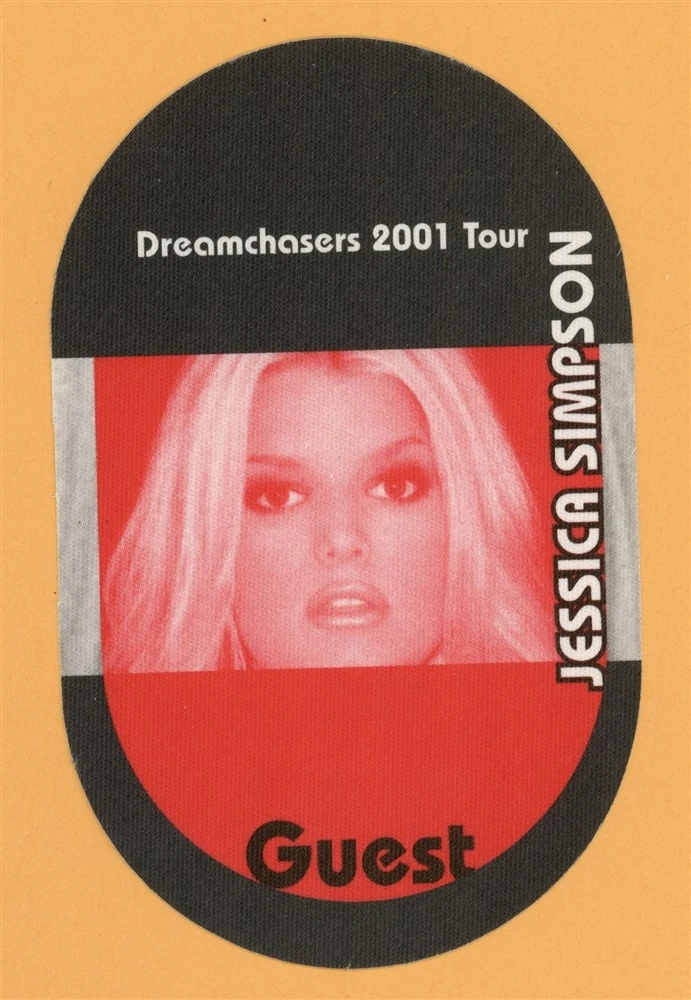 Dreamchasers 2001 Tour
JESSICA SIMPSON
Guest